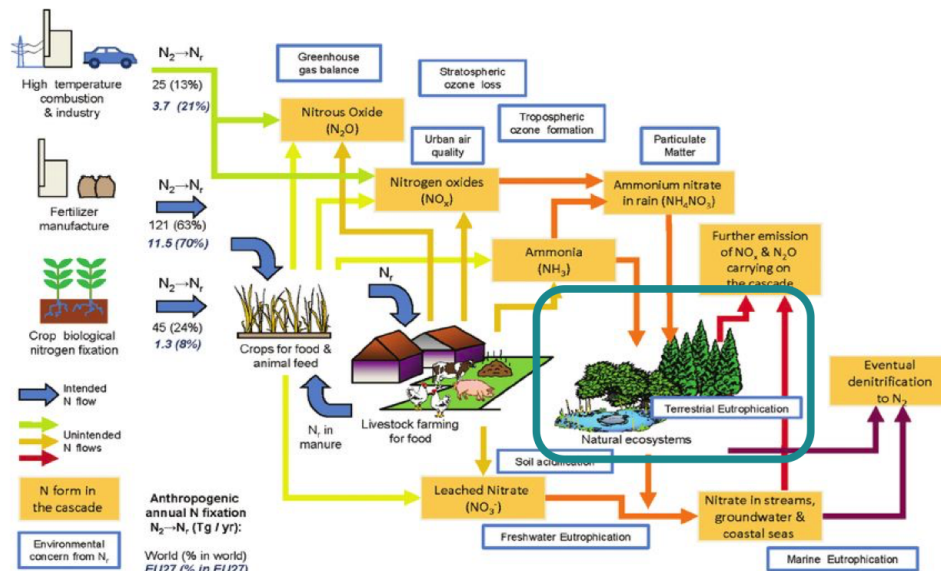 High temperature
combustion
& industry
N₂→Nᵣ
25 (13%)
3.7 (21%)
Greenhouse
gas balance
Stratospheric
ozone loss
Nitrous Oxide
(N₂O)
Tropospheric
ozone formation
Urban air
quality
Particulate
Matter
Fertilizer
manufacture
N₂→Nᵣ
121 (63%)
11.5 (70%)
Nitrogen oxides
(NOₓ)
Ammonium nitrate
in rain (NH₄NO₃)
Ammonia
(NH₃)
Further emission
of NOₓ & N₂O
carrying on
the cascade
Crop biological
nitrogen fixation
N₂→Nᵣ
45 (24%)
1.3 (8%)
Nᵣ
Crops for food &
animal feed
Nᵣ in
manure
Livestock farming
for food
Terrestrial Eutrophication
Natural ecosystems
Eventual
denitrification
to N₂
Intended
N flow
Unintended
N flows
Soil acidification
N form in
the cascade
Anthropogenic
annual N fixation
N₂→Nᵣ (Tg / yr):
Leached Nitrate
(NO₃⁻)
Nitrate in streams,
groundwater &
coastal seas
Environmental
concern from Nᵣ
World (% in world)
EU27 (% in EU27)
Freshwater Eutrophication
Marine Eutrophication